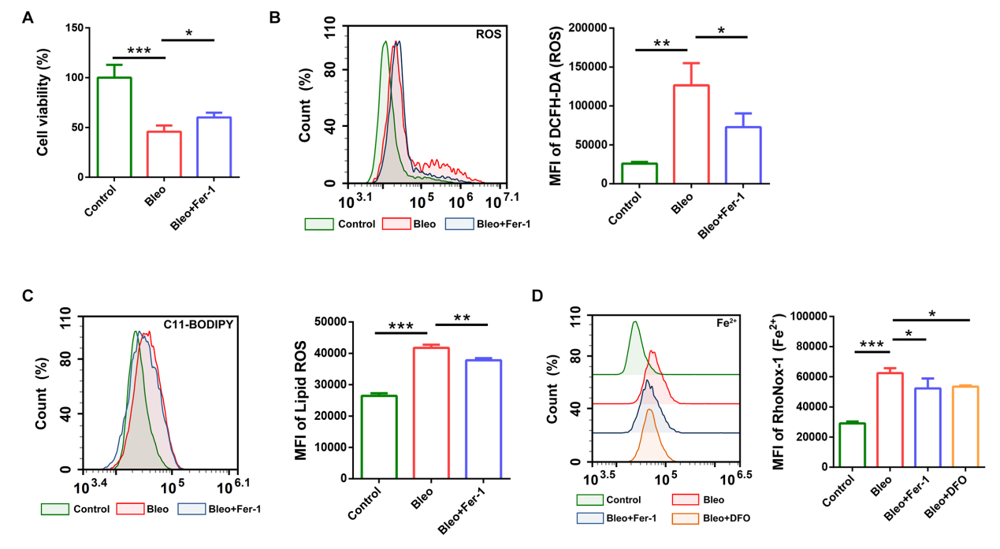 A
Cell viability (%)
150
100
50
0
***
*
Control
Bleo
Bleo+Fer-1
B
Count (%)
110
80
40
0
ROS
10^3.1
10^5
10^6
10^7.1
Control
Bleo
Bleo+Fer-1
MFI of DCFH-DA (ROS)
200000
150000
100000
50000
0
**
*
Control
Bleo
Bleo+Fer-1
C
Count (%)
110
80
40
0
C11-BODIPY
10^3.4
10^5
10^6.1
Control
Bleo
Bleo+Fer-1
MFI of Lipid ROS
50000
40000
30000
20000
10000
0
***
**
Control
Bleo
Bleo+Fer-1
D
Count (%)
110
80
40
0
Fe²⁺
10^3.5
10^5
10^6.5
Control
Bleo
Bleo+Fer-1
Bleo+DFO
MFI of RhoNox-1 (Fe²⁺)
100000
80000
60000
40000
20000
0
***
*
*
Control
Bleo
Bleo+Fer-1
Bleo+DFO